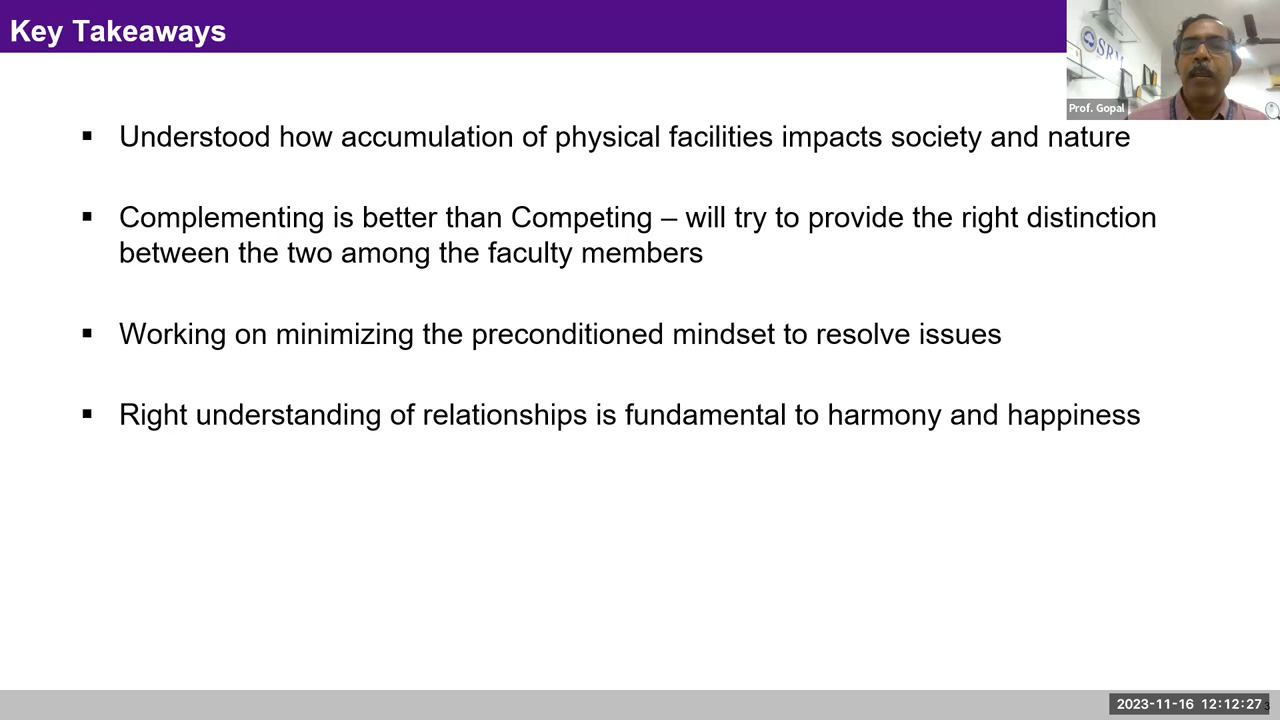 Key Takeaways
SRM
Prof. Gopal
▪ Understood how accumulation of physical facilities impacts society and nature
▪ Complementing is better than Competing – will try to provide the right distinction
between the two among the faculty members
▪ Working on minimizing the preconditioned mindset to resolve issues
▪ Right understanding of relationships is fundamental to harmony and happiness
2023-11-16 12:12:27
3